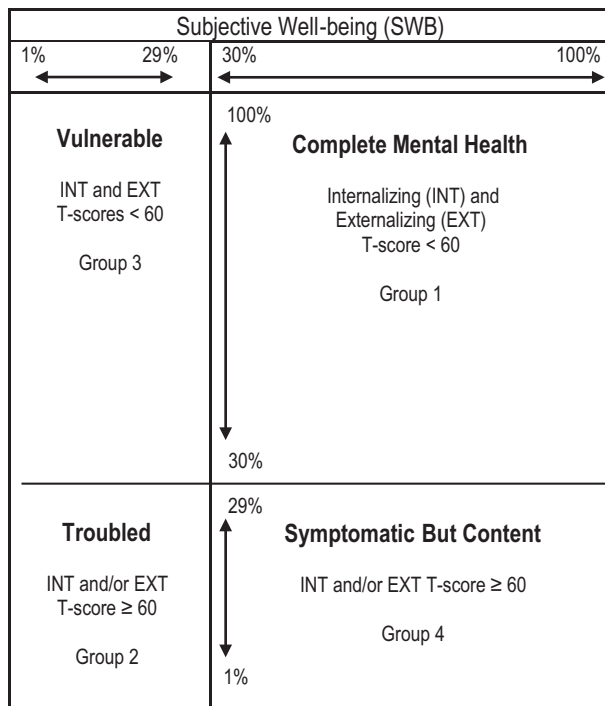 Subjective Well-being (SWB)
1% 29% 30% 100%
100%
Vulnerable
INT and EXT
T-scores < 60
Group 3
Complete Mental Health
Internalizing (INT) and
Externalizing (EXT)
T-score < 60
Group 1
30%
29%
Troubled
INT and/or EXT
T-score ≥ 60
Group 2
Symptomatic But Content
INT and/or EXT T-score ≥ 60
Group 4
1%